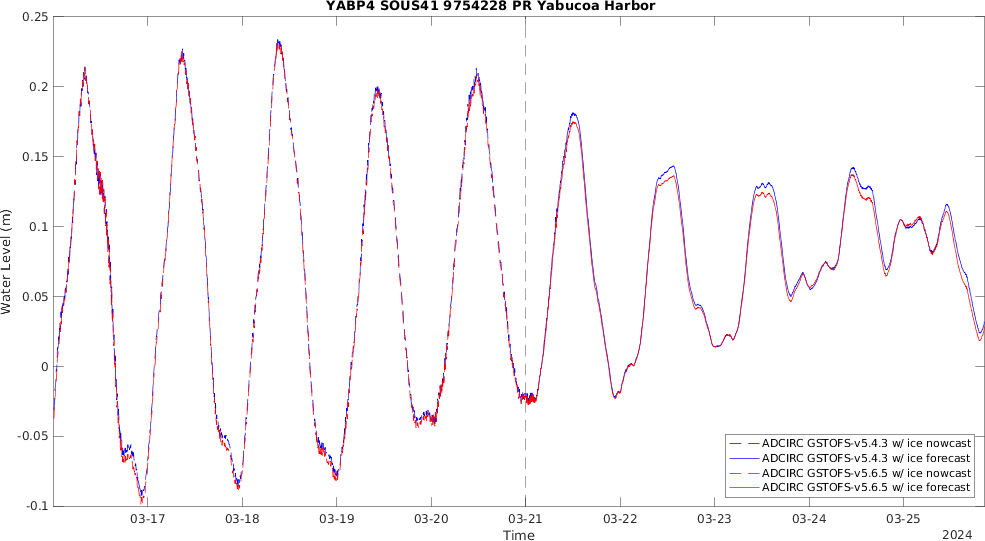 YABP4 SOUS41 9754228 PR Yabucoa Harbor
0.25
0.2
0.15
0.1
0.05
0
-0.05
-0.1
Water Level (m)
03-17 03-18 03-19 03-20 03-21 03-22 03-23 03-24 03-25
Time
2024
ADCIRC GSTOFS-v5.4.3 w/ ice nowcast
ADCIRC GSTOFS-v5.4.3 w/ ice forecast
ADCIRC GSTOFS-v5.6.5 w/ ice nowcast
ADCIRC GSTOFS-v5.6.5 w/ ice forecast